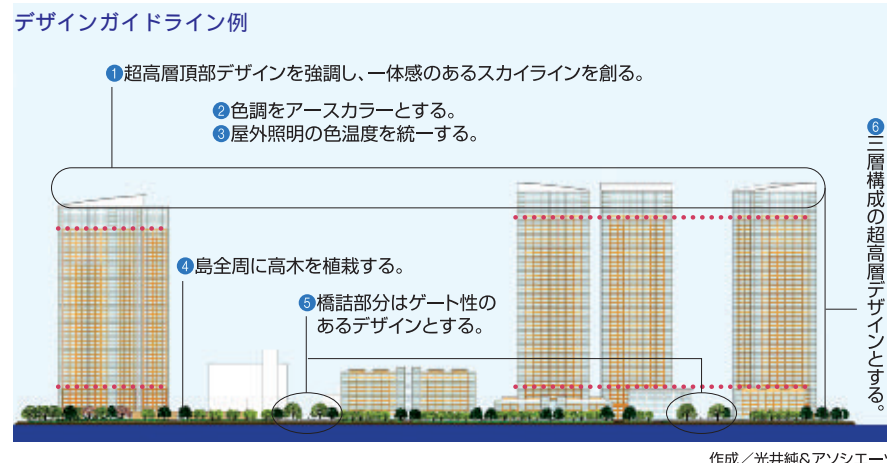 デザインガイドライン例
❶超高層頂部デザインを強調し、一体感のあるスカイラインを創る。
❷色調をアースカラーとする。
❸屋外照明の色温度を統一する。
❹島全周に高木を植栽する。
❺橋詰部分はゲート性の
あるデザインとする。
❻三層構成の超高層デザインとする。
作成／光井純&アソシエーツ